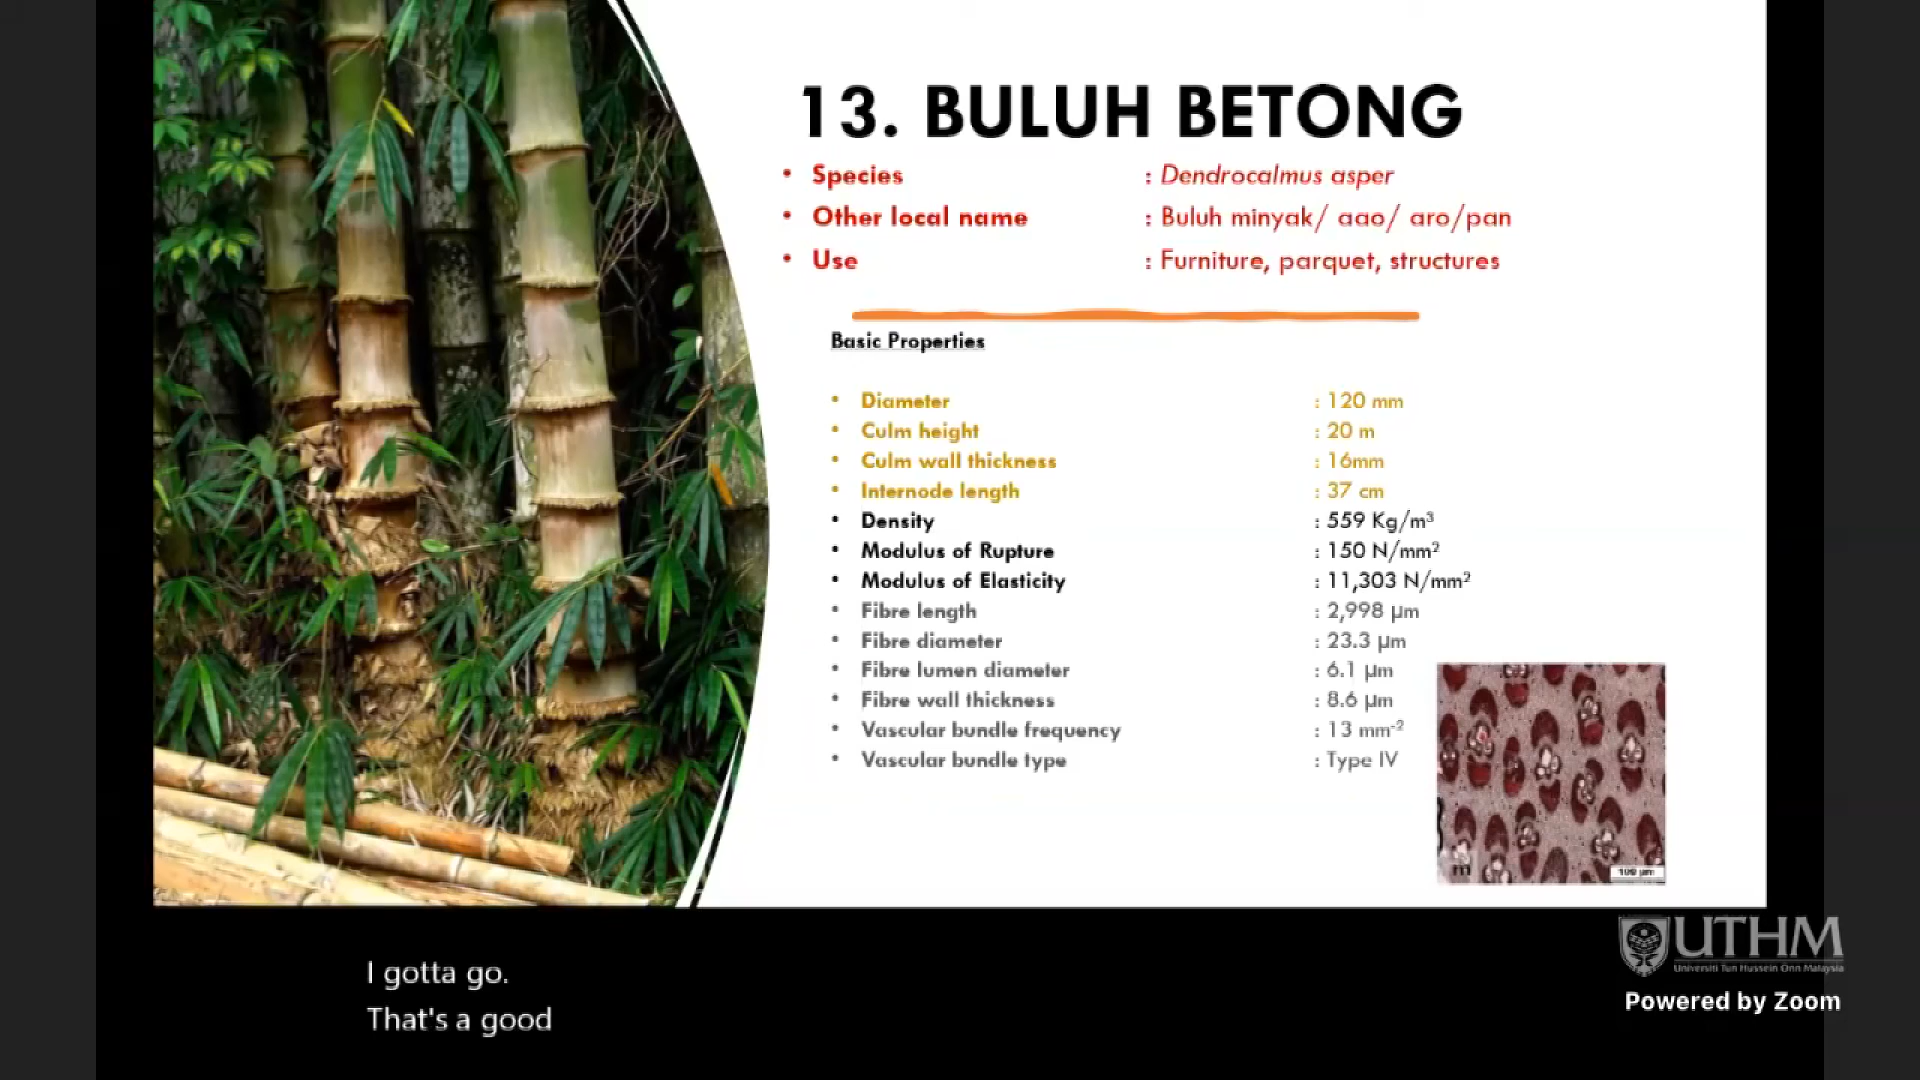 13. BULUH BETONG
• Species : Dendrocalmus asper
• Other local name : Buluh minyak/ aao/ aro/pan
• Use : Furniture, parquet, structures
Basic Properties
• Diameter : 120 mm
• Culm height : 20 m
• Culm wall thickness : 16mm
• Internode length : 37 cm
• Density : 559 Kg/m³
• Modulus of Rupture : 150 N/mm²
• Modulus of Elasticity : 11,303 N/mm²
• Fibre length : 2,998 µm
• Fibre diameter : 23.3 µm
• Fibre lumen diameter : 6.1 µm
• Fibre wall thickness : 8.6 µm
• Vascular bundle frequency : 13 mm⁻²
• Vascular bundle type : Type IV
m
100 µm
UTHM
Universiti Tun Hussein Onn Malaysia
Powered by Zoom
I gotta go.
That's a good